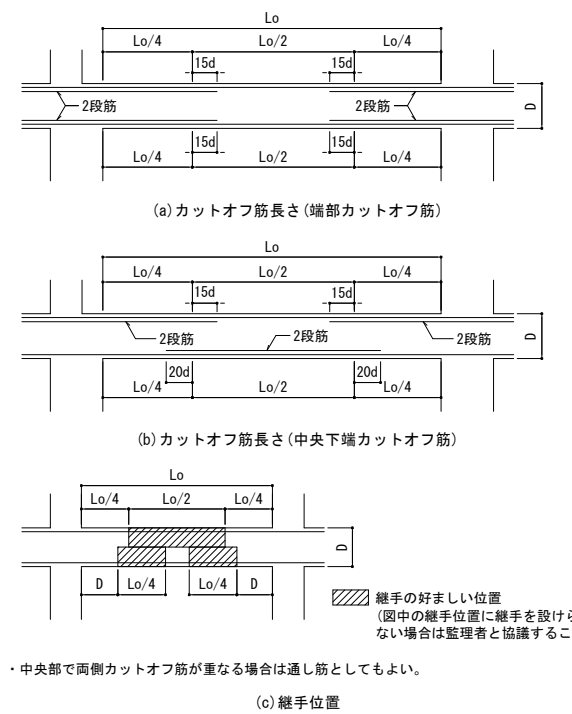 Lo
Lo/4 Lo/2 Lo/4
15d 15d
2段筋 2段筋 D
15d 15d
Lo/4 Lo/2 Lo/4
(a)カットオフ筋長さ(端部カットオフ筋)
Lo
Lo/4 Lo/2 Lo/4
15d 15d
2段筋 2段筋 2段筋 D
20d 20d
Lo/4 Lo/2 Lo/4
(b)カットオフ筋長さ(中央下端カットオフ筋)
Lo
Lo/4 Lo/2 Lo/4
D
D Lo/4 Lo/4 D
継手の好ましい位置
(図中の継手位置に継手を設けら
ない場合は監理者と協議するこ
・中央部で両側カットオフ筋が重なる場合は通し筋としてもよい。
(c)継手位置